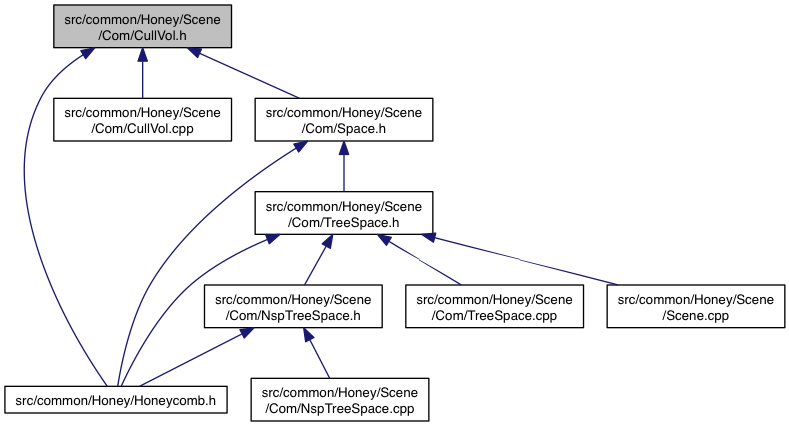 src/common/Honey/Scene
/Com/CullVol.h
src/common/Honey/Scene
/Com/CullVol.cpp
src/common/Honey/Scene
/Com/Space.h
src/common/Honey/Scene
/Com/TreeSpace.h
src/common/Honey/Scene
/Com/NspTreeSpace.h
src/common/Honey/Scene
/Com/TreeSpace.cpp
src/common/Honey/Scene
/Scene.cpp
src/common/Honey/Honeycomb.h
src/common/Honey/Scene
/Com/NspTreeSpace.cpp